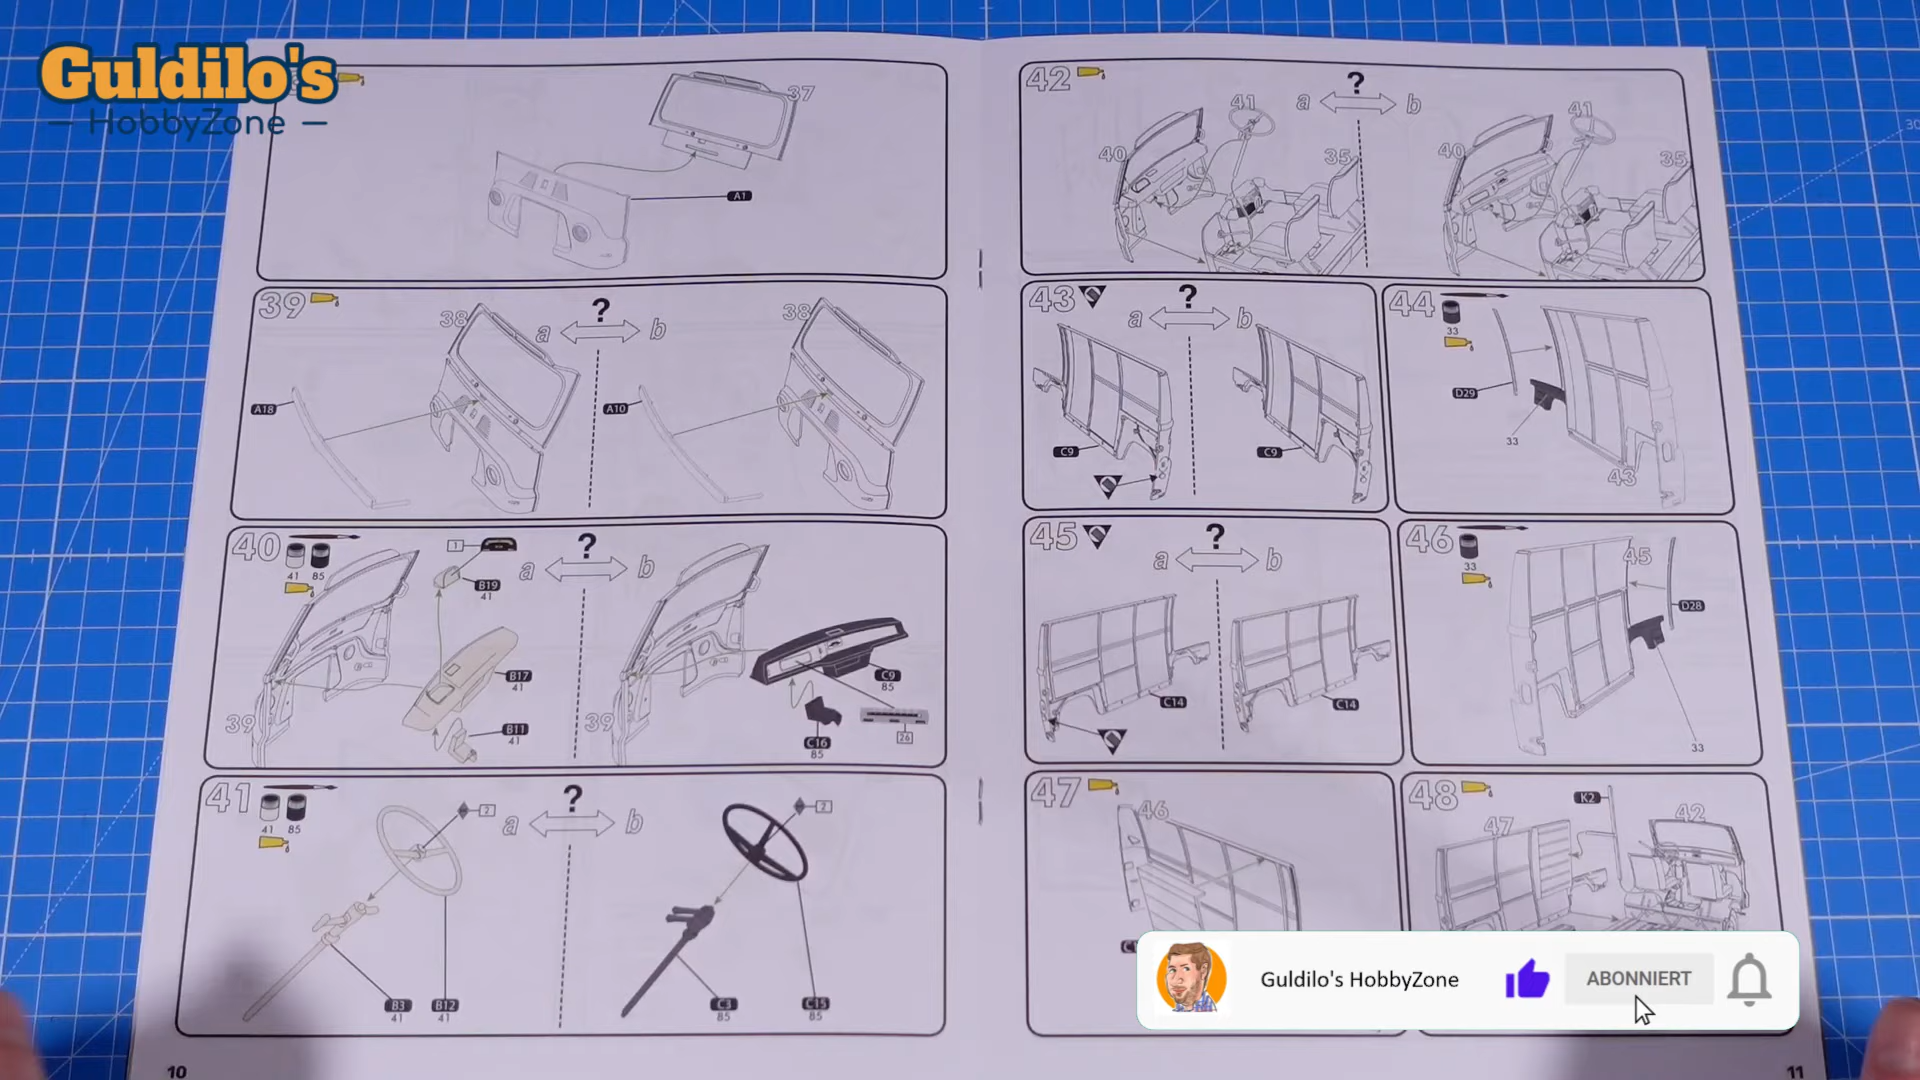 Guldilo's
HobbyZone
37
A1
39
38
a ? b
38
A18
A10
40
41 85
1
B19
41
a ? b
B17
41
B11
41
39
39
C9
85
C16
85
26
41
41 85
2
a ? b
2
B3
41
B12
41
C3
85
C15
85
10
42
41
a ? b
41
40
35
40
35
43
a ? b
C9
C9
44
33
D29
33
43
45
a ? b
C14
C14
46
33
45
D28
33
47
46
48
K2
47
42
Guldilo's HobbyZone
ABONNIERT
11